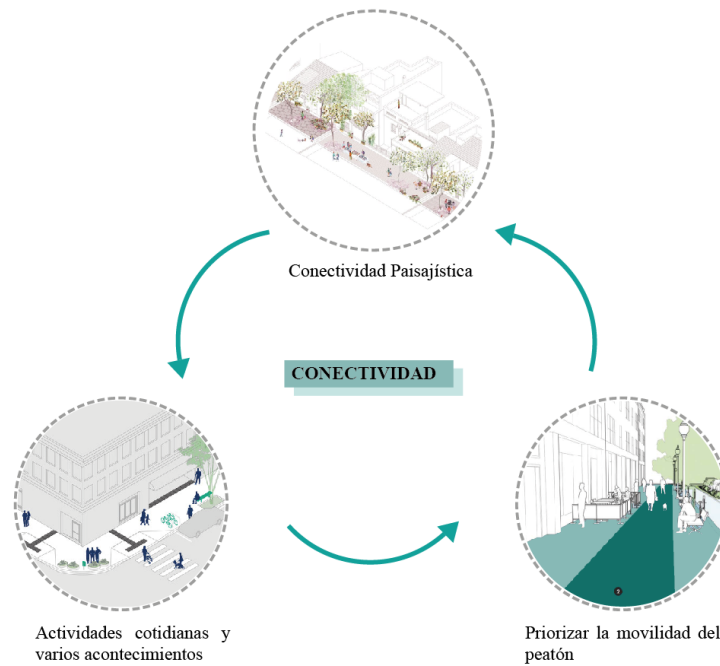 Conectividad Paisajística
CONECTIVIDAD
Actividades cotidianas y
varios acontecimientos
Priorizar la movilidad del
peatón